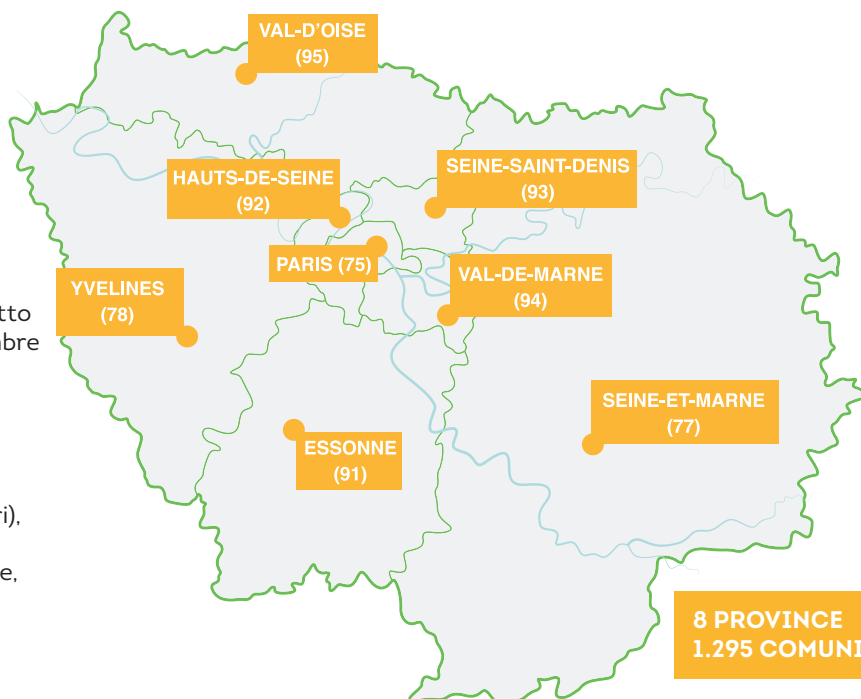 VAL-D'OISE
(95)
HAUTS-DE-SEINE
(92)
SEINE-SAINT-DENIS
(93)
PARIS (75)
VAL-DE-MARNE
(94)
YVELINES
(78)
SEINE-ET-MARNE
(77)
ESSONNE
(91)
8 PROVINCE
1.295 COMUNI